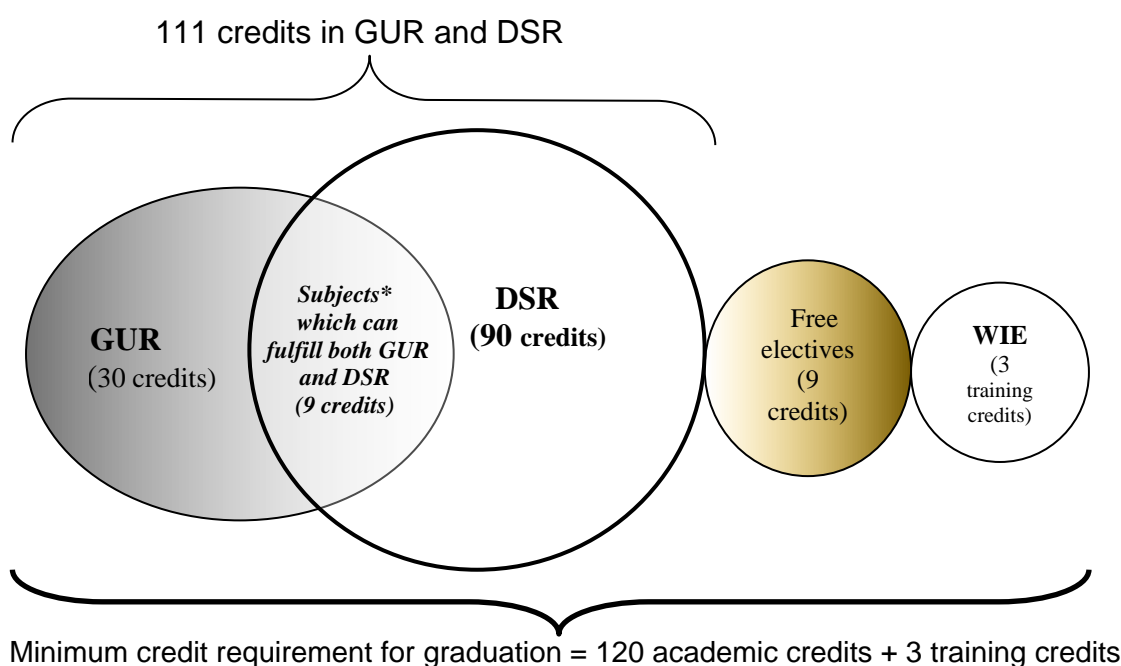 111 credits in GUR and DSR
GUR
(30 credits)
Subjects*
which can
fulfill both GUR
and DSR
(9 credits)
DSR
(90 credits)
Free
electives
(9
credits)
WIE
(3
training
credits)
Minimum credit requirement for graduation = 120 academic credits + 3 training credits